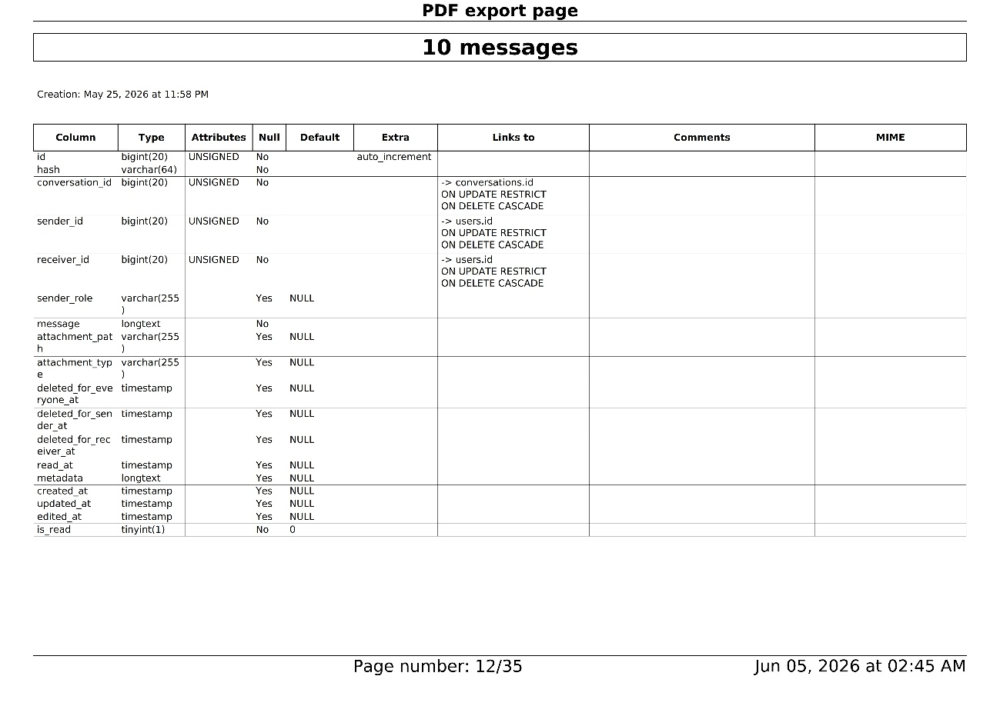 PDF export page
10 messages
Creation: May 25, 2026 at 11:58 PM
Column Type Attributes Null Default Extra Links to Comments MIME
id bigint(20) UNSIGNED No auto_increment
hash varchar(64) No
conversation_id bigint(20) UNSIGNED No -> conversations.id
ON UPDATE RESTRICT
ON DELETE CASCADE
sender_id bigint(20) UNSIGNED No -> users.id
ON UPDATE RESTRICT
ON DELETE CASCADE
receiver_id bigint(20) UNSIGNED No -> users.id
ON UPDATE RESTRICT
ON DELETE CASCADE
sender_role varchar(255 Yes NULL
)
message longtext No
attachment_pat varchar(255 Yes NULL
h )
attachment_typ varchar(255 Yes NULL
e )
deleted_for_eve timestamp Yes NULL
ryone_at
deleted_for_sen timestamp Yes NULL
der_at
deleted_for_rec timestamp Yes NULL
eiver_at
read_at timestamp Yes NULL
metadata longtext Yes NULL
created_at timestamp Yes NULL
updated_at timestamp Yes NULL
edited_at timestamp Yes NULL
is_read tinyint(1) No 0
Page number: 12/35 Jun 05, 2026 at 02:45 AM